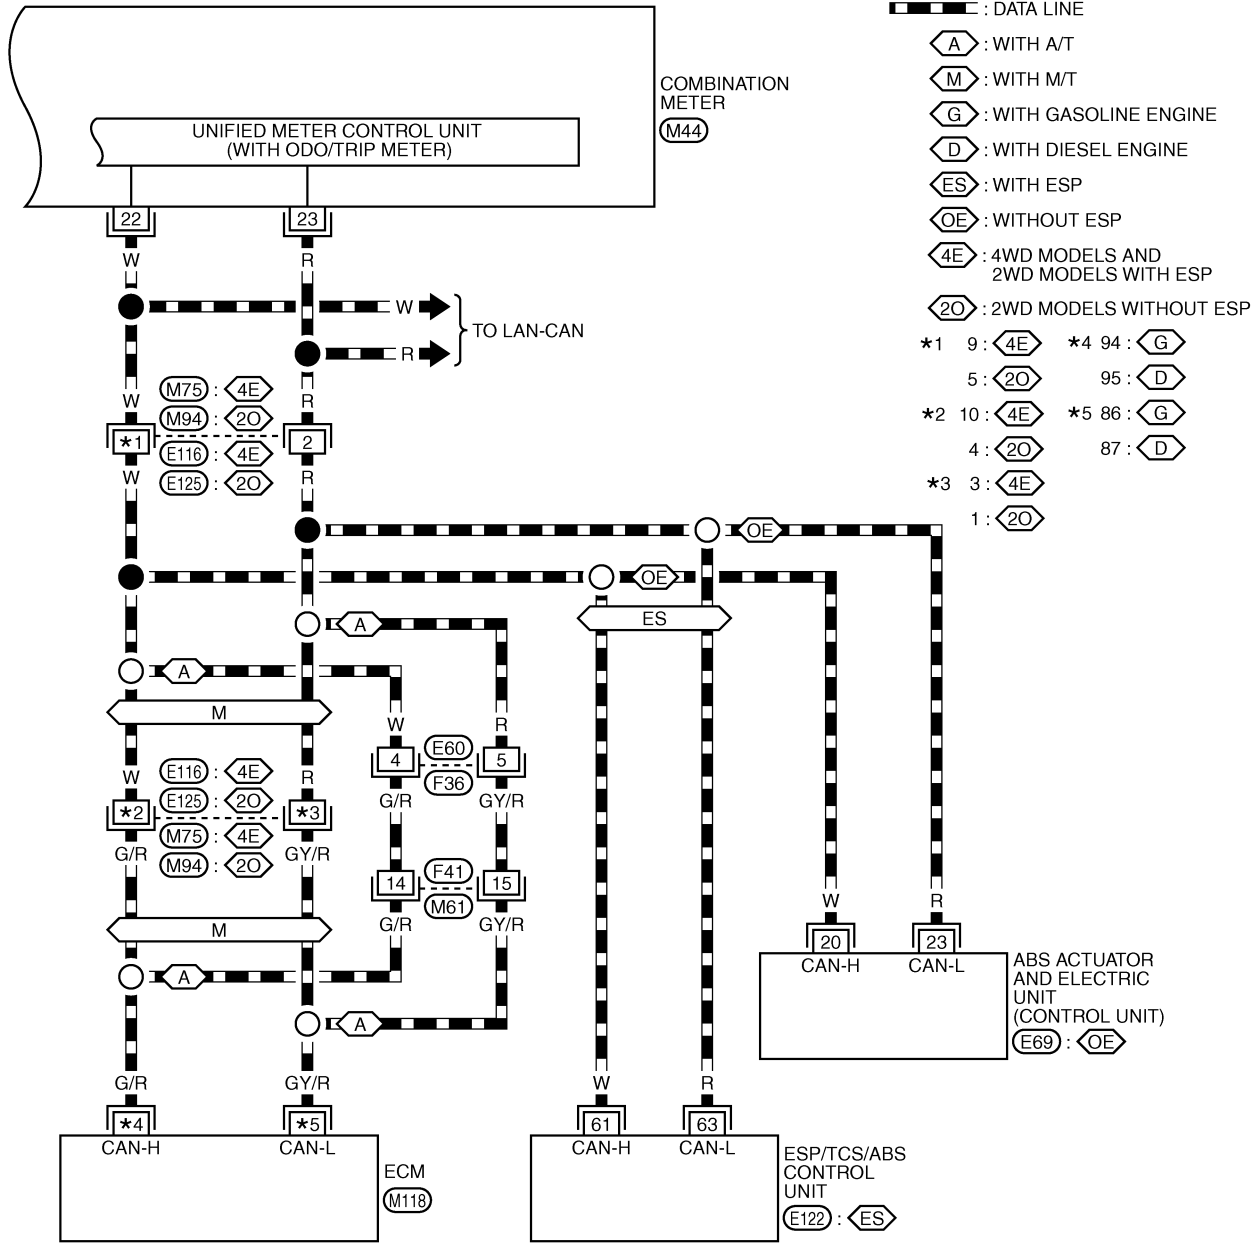 : DATA LINE
A : WITH A/T
M : WITH M/T
G : WITH GASOLINE ENGINE
D : WITH DIESEL ENGINE
ES : WITH ESP
OE : WITHOUT ESP
4E : 4WD MODELS AND
2WD MODELS WITH ESP
2O : 2WD MODELS WITHOUT ESP
*1 9 : 4E
5 : 2O
*2 10 : 4E
4 : 2O
*3 3 : 4E
1 : 2O
*4 94 : G
95 : D
*5 86 : G
87 : D
COMBINATION
METER
M44
UNIFIED METER CONTROL UNIT
(WITH ODO/TRIP METER)
22 23
W R
W
R
TO LAN-CAN
W R
M75 : 4E
M94 : 2O
*1 2
E116 : 4E
E125 : 2O
W R
OE
OE
ES
A
A
M
W R
W R
4 E60 5
F36
G/R GY/R
E116 : 4E
E125 : 2O
*2 *3
M75 : 4E
M94 : 2O
G/R GY/R
14 F41 15
M61
G/R GY/R
M
A
A
W R
20 23
CAN-H CAN-L
ABS ACTUATOR
AND ELECTRIC
UNIT
(CONTROL UNIT)
E69 : OE
G/R GY/R
*4 *5
CAN-H CAN-L
ECM
M118
W R
61 63
CAN-H CAN-L
ESP/TCS/ABS
CONTROL
UNIT
E122 : ES